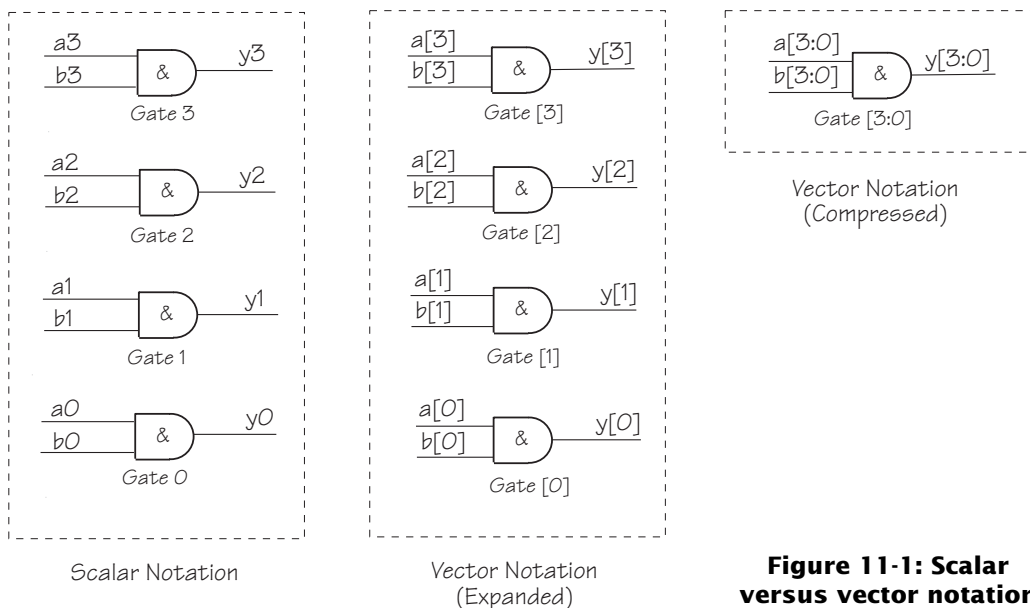 a3
b3
&
y3
Gate 3
a2
b2
&
y2
Gate 2
a1
b1
&
y1
Gate 1
a0
b0
&
y0
Gate 0
Scalar Notation
a[3]
b[3]
&
y[3]
Gate [3]
a[2]
b[2]
&
y[2]
Gate [2]
a[1]
b[1]
&
y[1]
Gate [1]
a[0]
b[0]
&
y[0]
Gate [0]
Vector Notation
(Expanded)
a[3:0]
b[3:0]
&
y[3:0]
Gate [3:0]
Vector Notation
(Compressed)
Figure 11-1: Scalar
versus vector notation